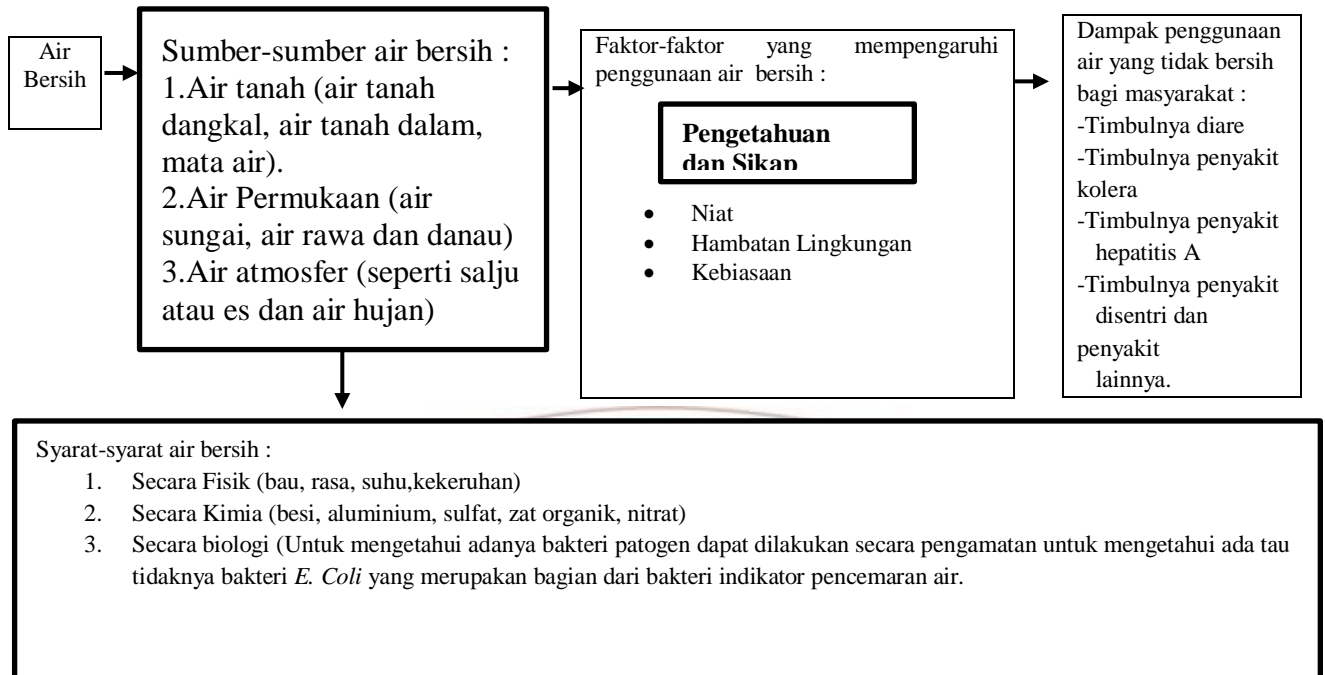 Air
Bersih
Sumber-sumber air bersih :
1.Air tanah (air tanah
dangkal, air tanah dalam,
mata air).
2.Air Permukaan (air
sungai, air rawa dan danau)
3.Air atmosfer (seperti salju
atau es dan air hujan)
Faktor-faktor yang mempengaruhi
penggunaan air bersih :
Pengetahuan
dan Sikap
• Niat
• Hambatan Lingkungan
• Kebiasaan
Dampak penggunaan
air yang tidak bersih
bagi masyarakat :
-Timbulnya diare
-Timbulnya penyakit
kolera
-Timbulnya penyakit
hepatitis A
-Timbulnya penyakit
disentri dan
penyakit
lainnya.
Syarat-syarat air bersih :
1. Secara Fisik (bau, rasa, suhu,kekeruhan)
2. Secara Kimia (besi, aluminium, sulfat, zat organik, nitrat)
3. Secara biologi (Untuk mengetahui adanya bakteri patogen dapat dilakukan secara pengamatan untuk mengetahui ada tau
tidaknya bakteri E. Coli yang merupakan bagian dari bakteri indikator pencemaran air.